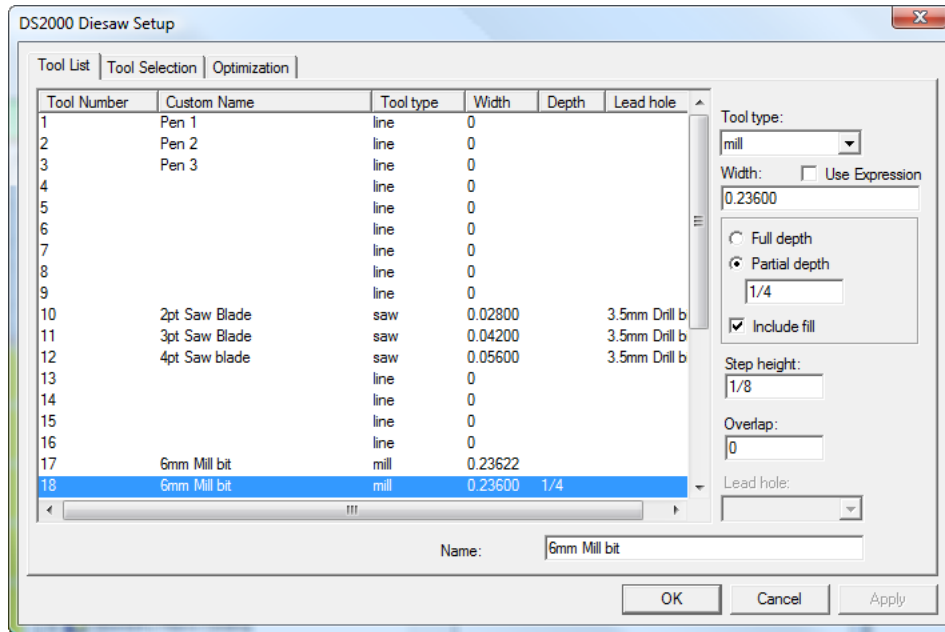 DS2000 Diesaw Setup
Tool List Tool Selection Optimization
Tool Number Custom Name Tool type Width Depth Lead hole
1 Pen 1 line 0
2 Pen 2 line 0
3 Pen 3 line 0
4 line 0
5 line 0
6 line 0
7 line 0
8 line 0
9 line 0
10 2pt Saw Blade saw 0.02800 3.5mm Drill b
11 3pt Saw Blade saw 0.04200 3.5mm Drill b
12 4pt Saw blade saw 0.05600 3.5mm Drill b
13 line 0
14 line 0
15 line 0
16 line 0
17 6mm Mill bit mill 0.23622
18 6mm Mill bit mill 0.23600 1/4
Tool type:
mill
Width: Use Expression
0.23600
Full depth
Partial depth
1/4
Include fill
Step height:
1/8
Overlap:
0
Lead hole:
Name: 6mm Mill bit
OK Cancel Apply